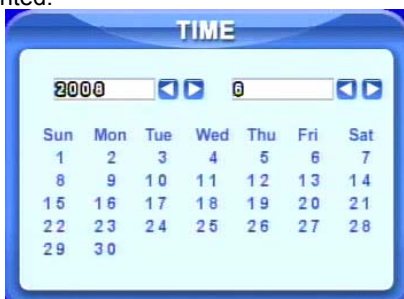 nted.
TIME
2008 6
Sun Mon Tue Wed Thu Fri Sat
1 2 3 4 5 6 7
8 9 10 11 12 13 14
15 16 17 18 19 20 21
22 23 24 25 26 27 28
29 30